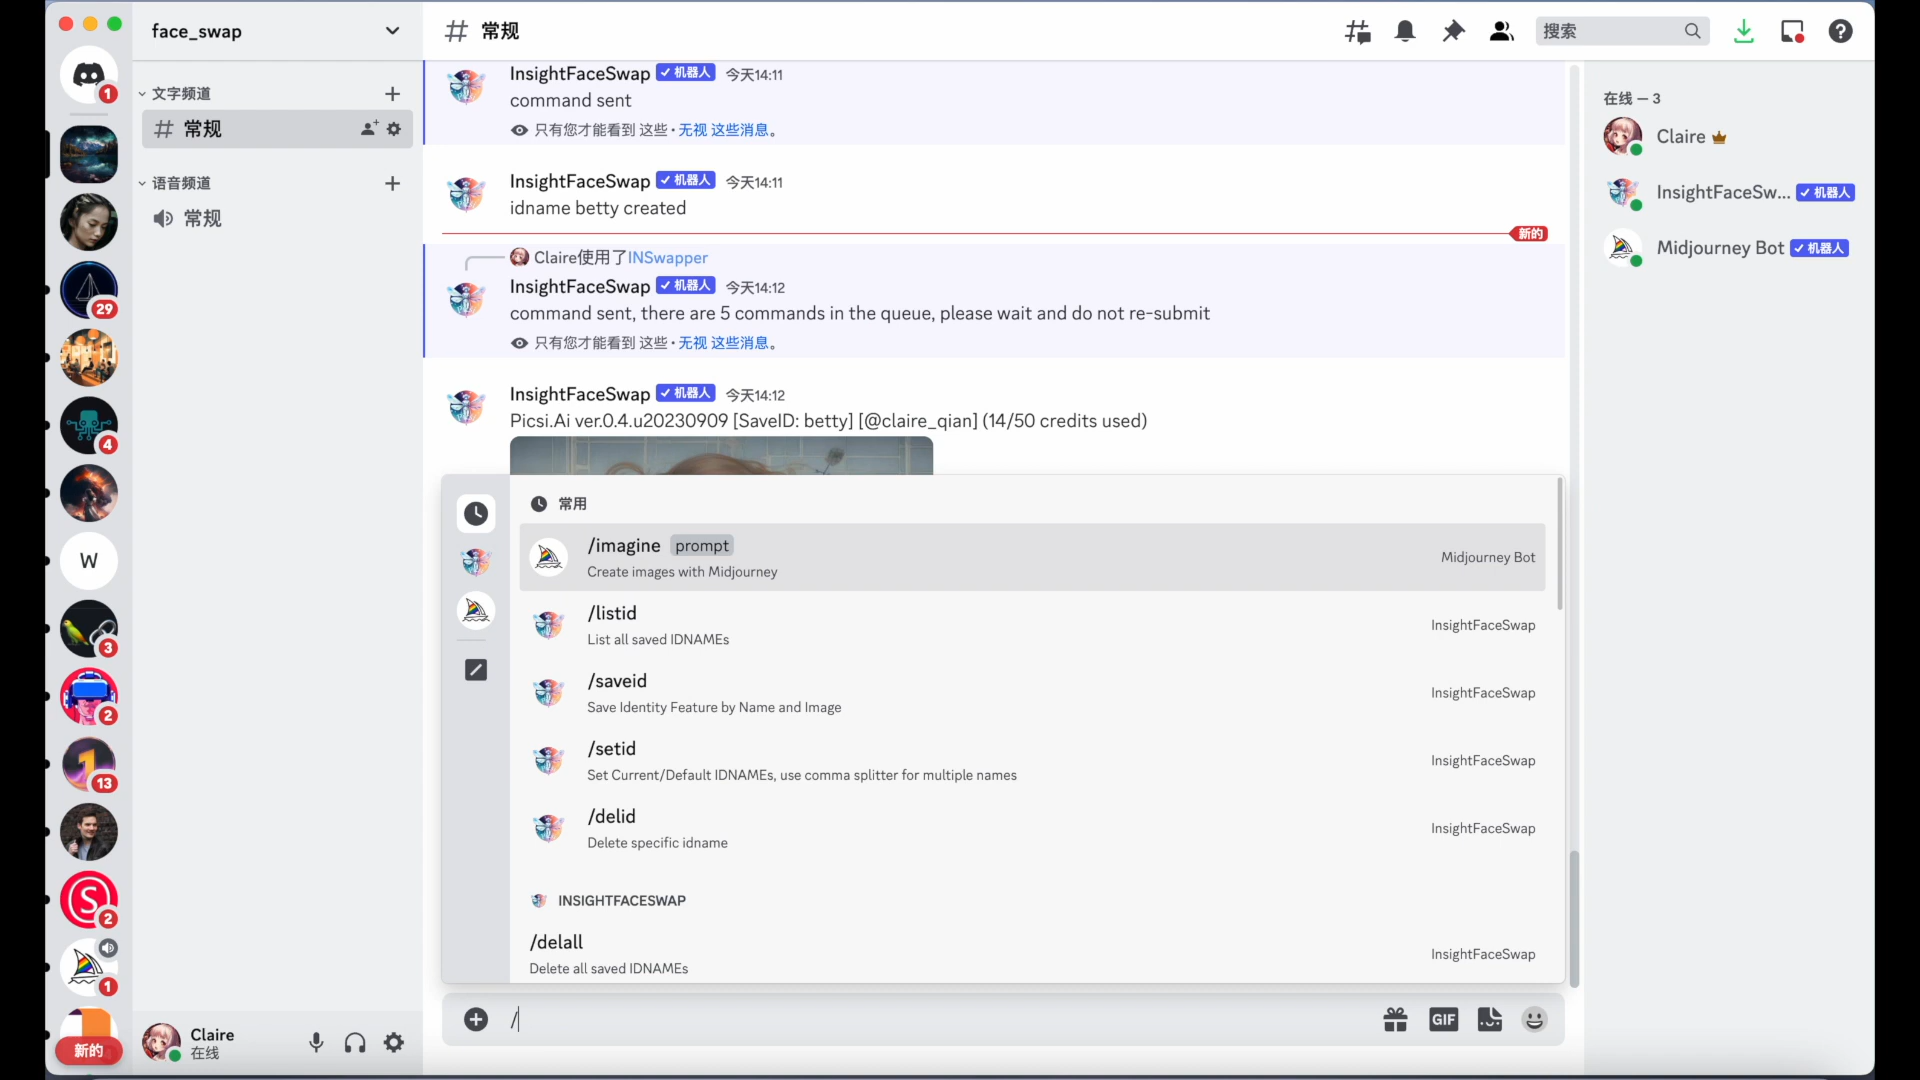 face_swap
常规
搜索
1
文字频道
常规
语音频道
常规
29
4
W
3
2
1
13
S
2
1
新的
Claire
在线
InsightFaceSwap 机器人 今天14:11
command sent
只有您才能看到 这些 · 无视 这些消息。
InsightFaceSwap 机器人 今天14:11
idname betty created
新的
Claire使用了INSwapper
InsightFaceSwap 机器人 今天14:12
command sent, there are 5 commands in the queue, please wait and do not re-submit
只有您才能看到 这些 · 无视 这些消息。
InsightFaceSwap 机器人 今天14:12
Picsi.Ai ver.0.4.u20230909 [SaveID: betty] [@claire_qian] (14/50 credits used)
常用
/imagine prompt
Create images with Midjourney
Midjourney Bot
/listid
List all saved IDNAMEs
InsightFaceSwap
/saveid
Save Identity Feature by Name and Image
InsightFaceSwap
/setid
Set Current/Default IDNAMEs, use comma splitter for multiple names
InsightFaceSwap
/delid
Delete specific idname
InsightFaceSwap
INSIGHTFACESWAP
/delall
Delete all saved IDNAMEs
InsightFaceSwap
/
GIF
在线 — 3
Claire
InsightFaceSw... 机器人
Midjourney Bot 机器人